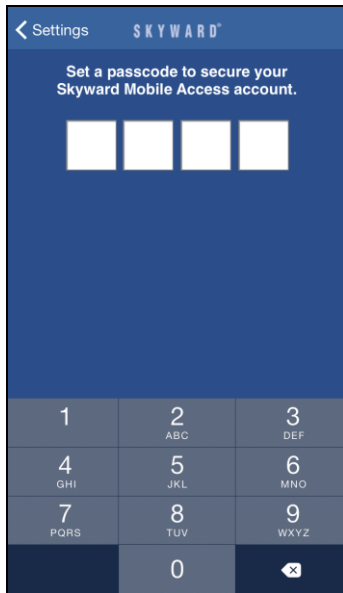 Settings SKYWARD®
Set a passcode to secure your
Skyward Mobile Access account.
1 2 3
ABC DEF
4 5 6
GHI JKL MNO
7 8 9
PQRS TUV WXYZ
0